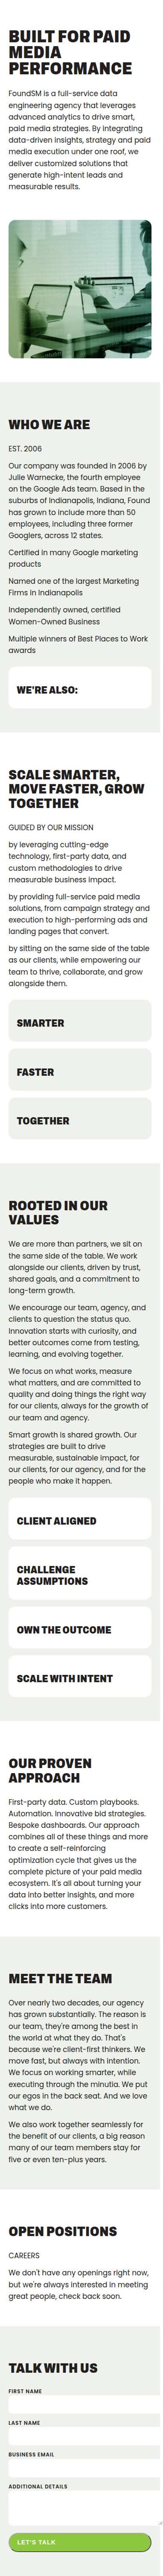 BUILT FOR PAID
MEDIA
PERFORMANCE
FoundSM is a full-service data
engineering agency that leverages
advanced analytics to drive smart,
paid media strategies. By integrating
data-driven insights, strategy and paid
media execution under one roof, we
deliver customized solutions that
generate high-intent leads and
measurable results.
WHO WE ARE
EST. 2006
Our company was founded in 2006 by
Julie Warnecke, the fourth employee
on the Google Ads team. Based in the
suburbs of Indianapolis, Indiana, Found
has grown to include more than 50
employees, including three former
Googlers, across 12 states.
Certified in many Google marketing
products
Named one of the largest Marketing
Firms in Indianapolis
Independently owned, certified
Women-Owned Business
Multiple winners of Best Places to Work
awards
WE'RE ALSO:
SCALE SMARTER,
MOVE FASTER, GROW
TOGETHER
GUIDED BY OUR MISSION
by leveraging cutting-edge
technology, first-party data, and
custom methodologies to drive
measurable business impact.
by providing full-service paid media
solutions, from campaign strategy and
execution to high-performing ads and
landing pages that convert.
by sitting on the same side of the table
as our clients, while empowering our
team to thrive, collaborate, and grow
alongside them.
SMARTER
FASTER
TOGETHER
ROOTED IN OUR
VALUES
We are more than partners, we sit on
the same side of the table. We work
alongside our clients, driven by trust,
shared goals, and a commitment to
long-term growth.
We encourage our team, agency, and
clients to question the status quo.
Innovation starts with curiosity, and
better outcomes come from testing,
learning, and evolving together.
We focus on what works, measure
what matters, and are committed to
quality and doing things the right way
for our clients, always for the growth of
our team and agency.
Smart growth is shared growth. Our
strategies are built to drive
measurable, sustainable impact, for
our clients, for our agency, and for the
people who make it happen.
CLIENT ALIGNED
CHALLENGE
ASSUMPTIONS
OWN THE OUTCOME
SCALE WITH INTENT
OUR PROVEN
APPROACH
First-party data. Custom playbooks.
Automation. Innovative bid strategies.
Bespoke dashboards. Our approach
combines all of these things and more
to create a self-reinforcing
optimization cycle that gives us the
complete picture of your paid media
ecosystem. It's all about turning your
data into better insights, and more
clicks into more customers.
MEET THE TEAM
Over nearly two decades, our agency
has grown substantially. The reason is
our team, they're among the best in
the world at what they do. That's
because we're client-first thinkers. We
move fast, but always with intention.
We focus on working smarter, while
executing through the minutia. We put
our egos in the back seat. And we love
what we do.
We also work together seamlessly for
the benefit of our clients, a big reason
many of our team members stay for
five or even ten-plus years.
OPEN POSITIONS
CAREERS
We don't have any openings right now,
but we're always interested in meeting
great people, check back soon.
TALK WITH US
FIRST NAME
LAST NAME
BUSINESS EMAIL
ADDITIONAL DETAILS
LET'S TALK